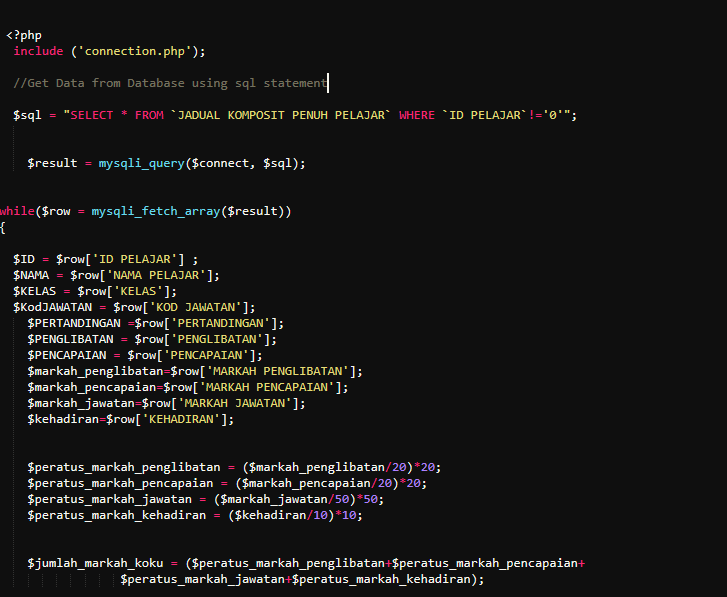 <?php
include ('connection.php');
//Get Data from Database using sql statement
$sql = "SELECT * FROM `JADUAL KOMPOSIT PENUH PELAJAR` WHERE `ID PELAJAR`!='0'";
$result = mysqli_query($connect, $sql);
while($row = mysqli_fetch_array($result))
{
$ID = $row['ID PELAJAR'] ;
$NAMA = $row['NAMA PELAJAR'];
$KELAS = $row['KELAS'];
$KodJAWATAN = $row['KOD JAWATAN'];
$PERTANDINGAN =$row['PERTANDINGAN'];
$PENGLIBATAN = $row['PENGLIBATAN'];
$PENCAPAIAN = $row['PENCAPAIAN'];
$markah_penglibatan=$row['MARKAH PENGLIBATAN'];
$markah_pencapaian=$row['MARKAH PENCAPAIAN'];
$markah_jawatan=$row['MARKAH JAWATAN'];
$kehadiran=$row['KEHADIRAN'];
$peratus_markah_penglibatan = ($markah_penglibatan/20)*20;
$peratus_markah_pencapaian = ($markah_pencapaian/20)*20;
$peratus_markah_jawatan = ($markah_jawatan/50)*50;
$peratus_markah_kehadiran = ($kehadiran/10)*10;
$jumlah_markah_koku = ($peratus_markah_penglibatan+$peratus_markah_pencapaian+
$peratus_markah_jawatan+$peratus_markah_kehadiran);